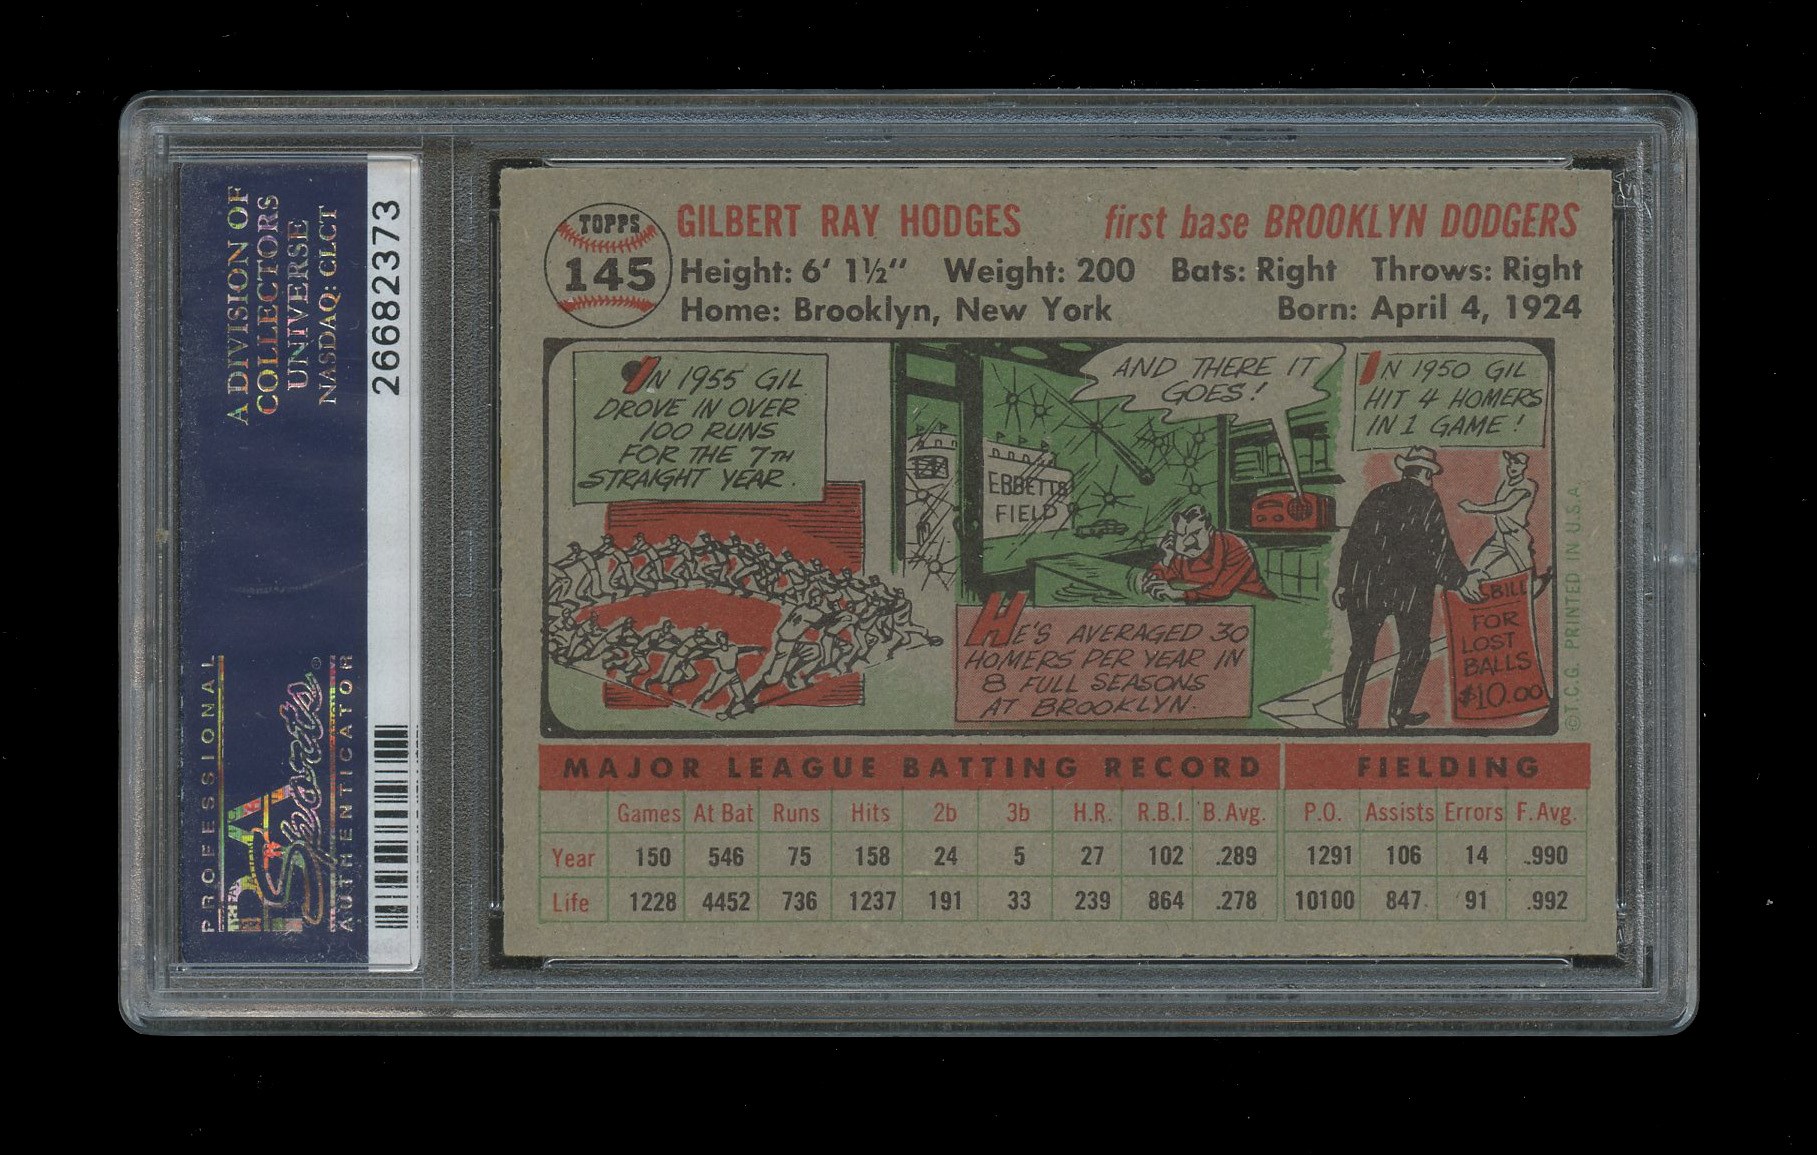 A DIVISION OF
COLLECTORS
UNIVERSE
NASDAQ: CLCT
26682373
PROFESSIONAL
PSA
Sports®
AUTHENTICATOR
TOPPS
145
GILBERT RAY HODGES first base BROOKLYN DODGERS
Height: 6' 1½" Weight: 200 Bats: Right Throws: Right
Home: Brooklyn, New York Born: April 4, 1924
IN 1955 GIL
DROVE IN OVER
100 RUNS
FOR THE 7TH
STRAIGHT YEAR.
EBBETTS
FIELD
AND THERE IT
GOES!
HE'S AVERAGED 30
HOMERS PER YEAR IN
8 FULL SEASONS
AT BROOKLYN.
IN 1950 GIL
HIT 4 HOMERS
IN 1 GAME!
BILL
FOR
LOST
BALLS
$10.00
©T.C.G. PRINTED IN U.S.A.
MAJOR LEAGUE BATTING RECORD FIELDING
Games At Bat Runs Hits 2b 3b H.R. R.B.I. B. Avg. P.O. Assists Errors F. Avg.
Year 150 546 75 158 24 5 27 102 .289 1291 106 14 .990
Life 1228 4452 736 1237 191 33 239 864 .278 10100 847 91 .992